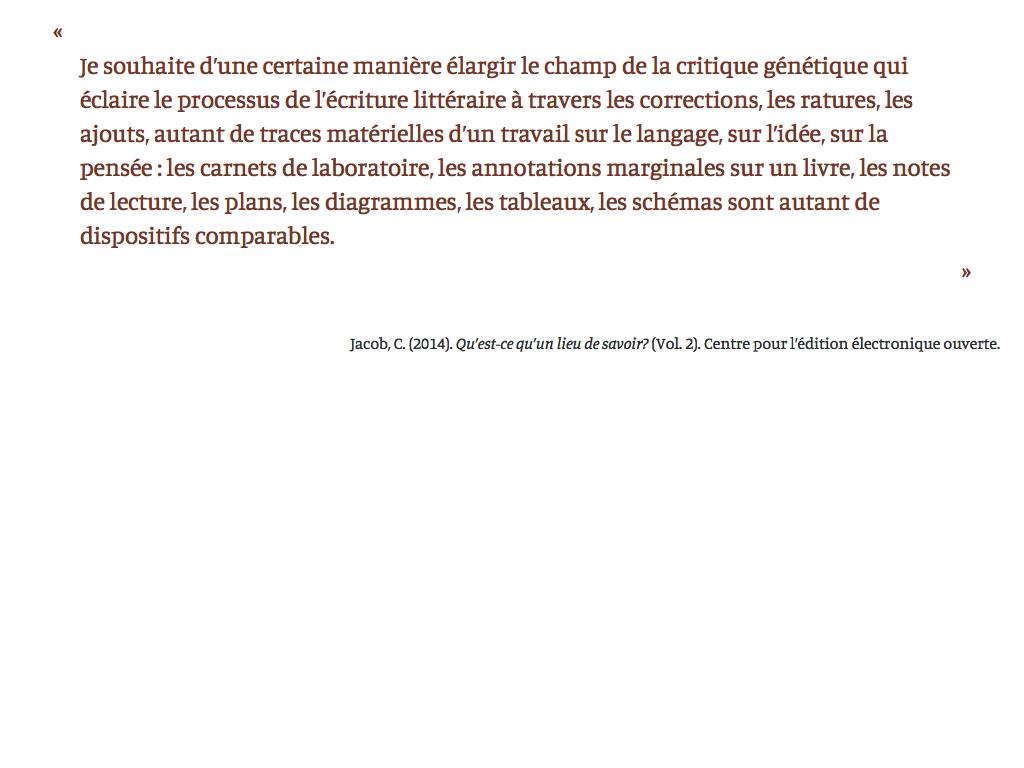 «
Je souhaite d'une certaine manière élargir le champ de la critique génétique qui
éclaire le processus de l'écriture littéraire à travers les corrections, les ratures, les
ajouts, autant de traces matérielles d'un travail sur le langage, sur l'idée, sur la
pensée : les carnets de laboratoire, les annotations marginales sur un livre, les notes
de lecture, les plans, les diagrammes, les tableaux, les schémas sont autant de
dispositifs comparables.
»
Jacob, C. (2014). Qu'est-ce qu'un lieu de savoir? (Vol. 2). Centre pour l'édition électronique ouverte.